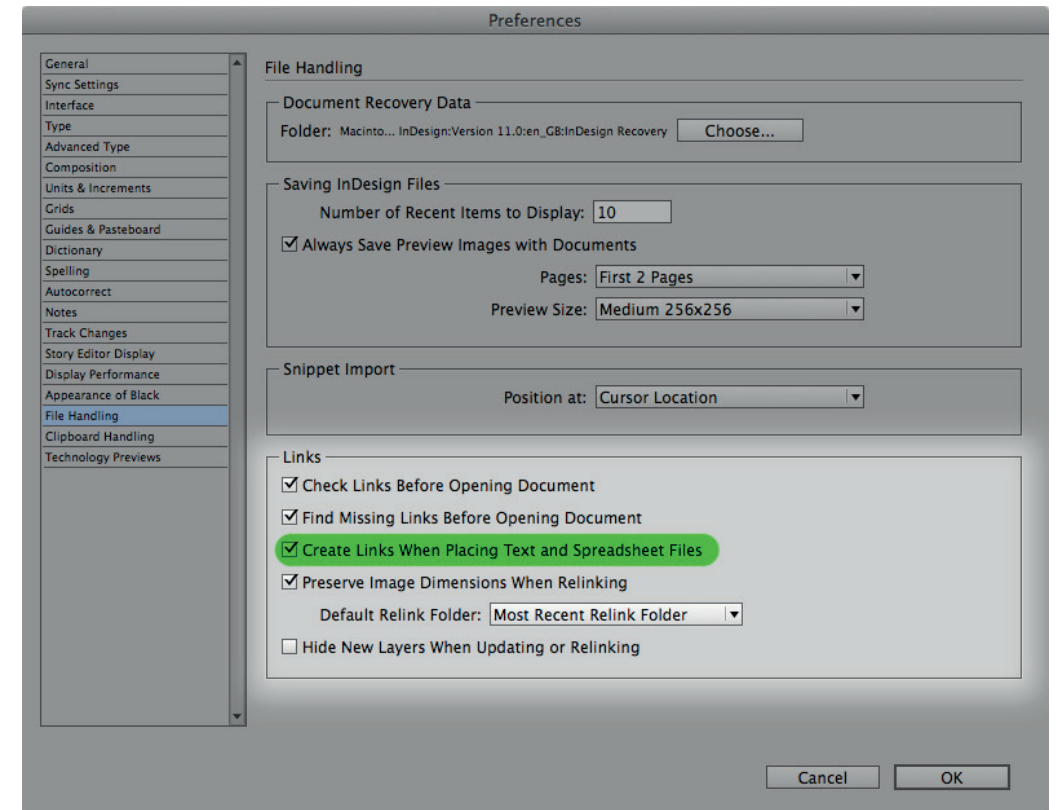 Preferences
General
Sync Settings
Interface
Type
Advanced Type
Composition
Units & Increments
Grids
Guides & Pasteboard
Dictionary
Spelling
Autocorrect
Notes
Track Changes
Story Editor Display
Display Performance
Appearance of Black
File Handling
Clipboard Handling
Technology Previews
File Handling
Document Recovery Data
Folder: Macinto... InDesign:Version 11.0:en_GB:InDesign Recovery Choose...
Saving InDesign Files
Number of Recent Items to Display: 10
Always Save Preview Images with Documents
Pages: First 2 Pages
Preview Size: Medium 256x256
Snippet Import
Position at: Cursor Location
Links
Check Links Before Opening Document
Find Missing Links Before Opening Document
Create Links When Placing Text and Spreadsheet Files
Preserve Image Dimensions When Relinking
Default Relink Folder: Most Recent Relink Folder
Hide New Layers When Updating or Relinking
Cancel OK